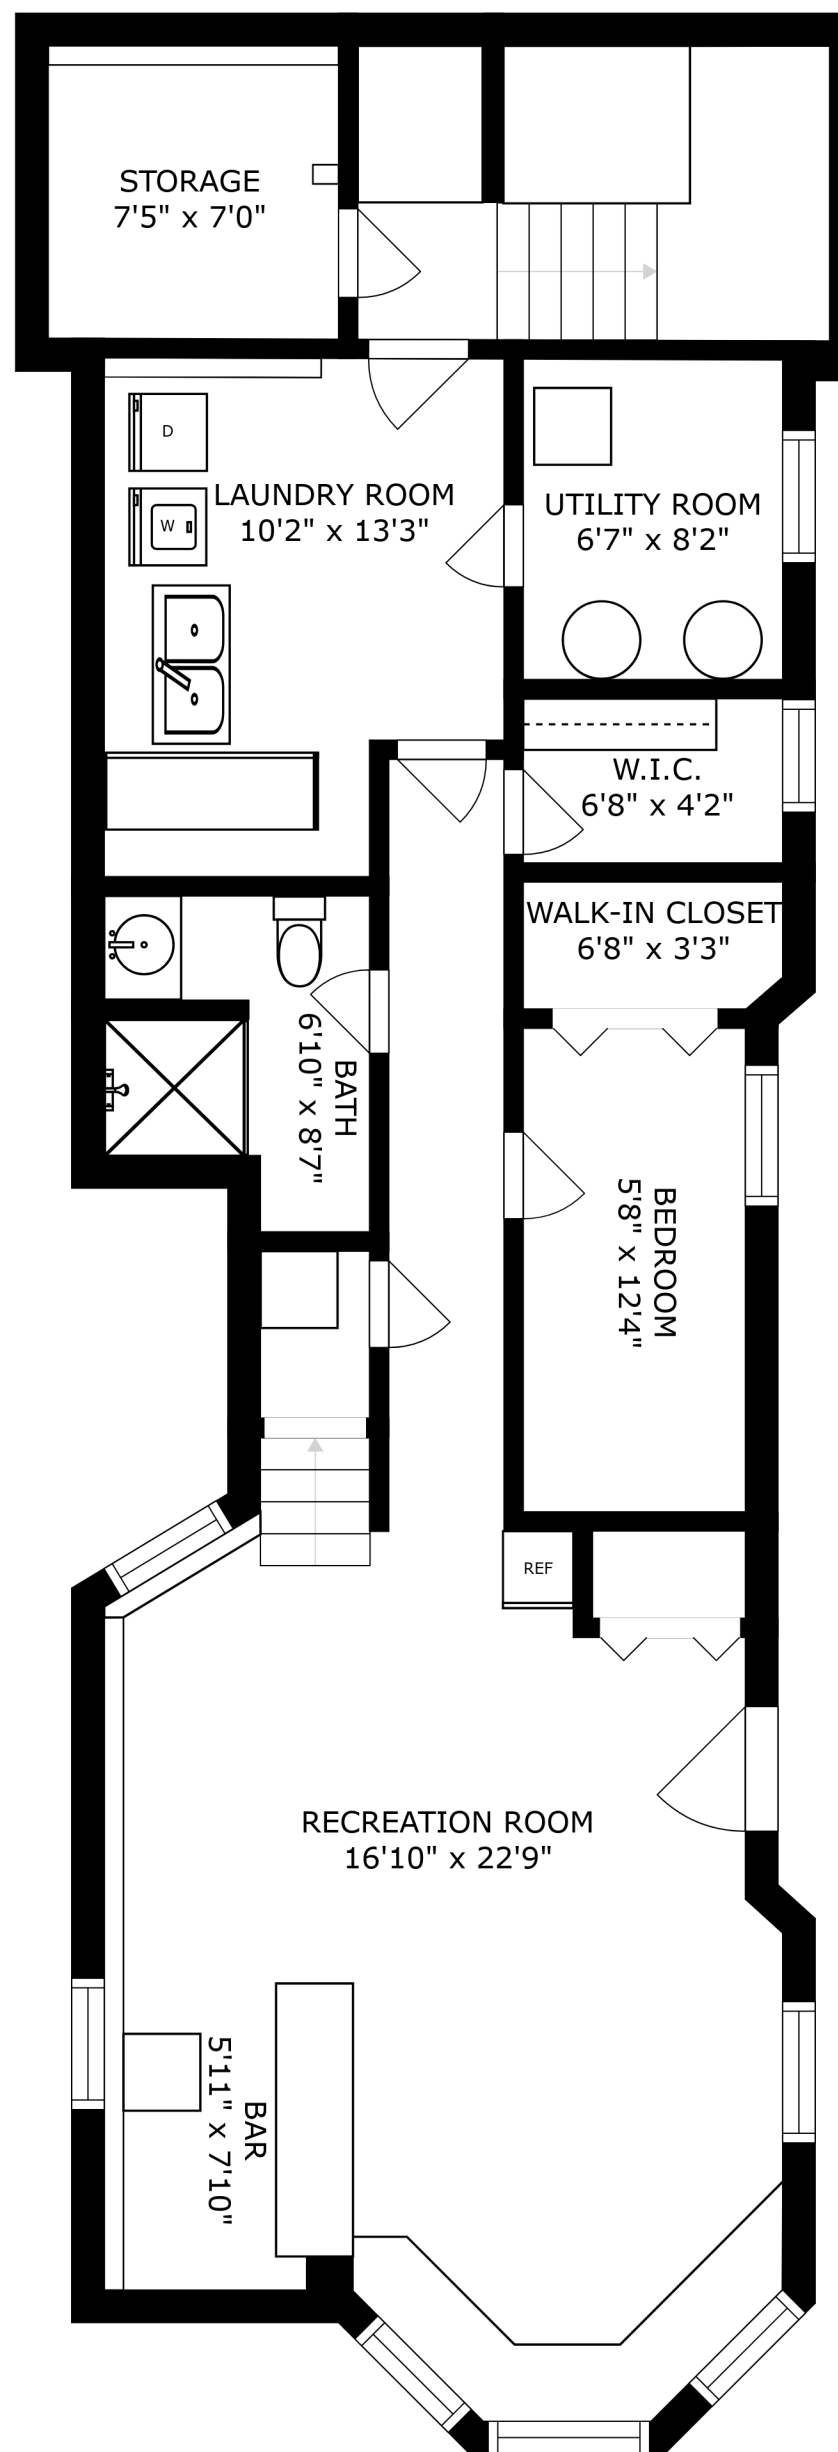 STORAGE
7'5" x 7'0"
D
W
LAUNDRY ROOM
10'2" x 13'3"
UTILITY ROOM
6'7" x 8'2"
W.I.C.
6'8" x 4'2"
WALK-IN CLOSET
6'8" x 3'3"
BATH
6'10" x 8'7"
BEDROOM
5'8" x 12'4"
REF
RECREATION ROOM
16'10" x 22'9"
BAR
5'11" x 7'10"